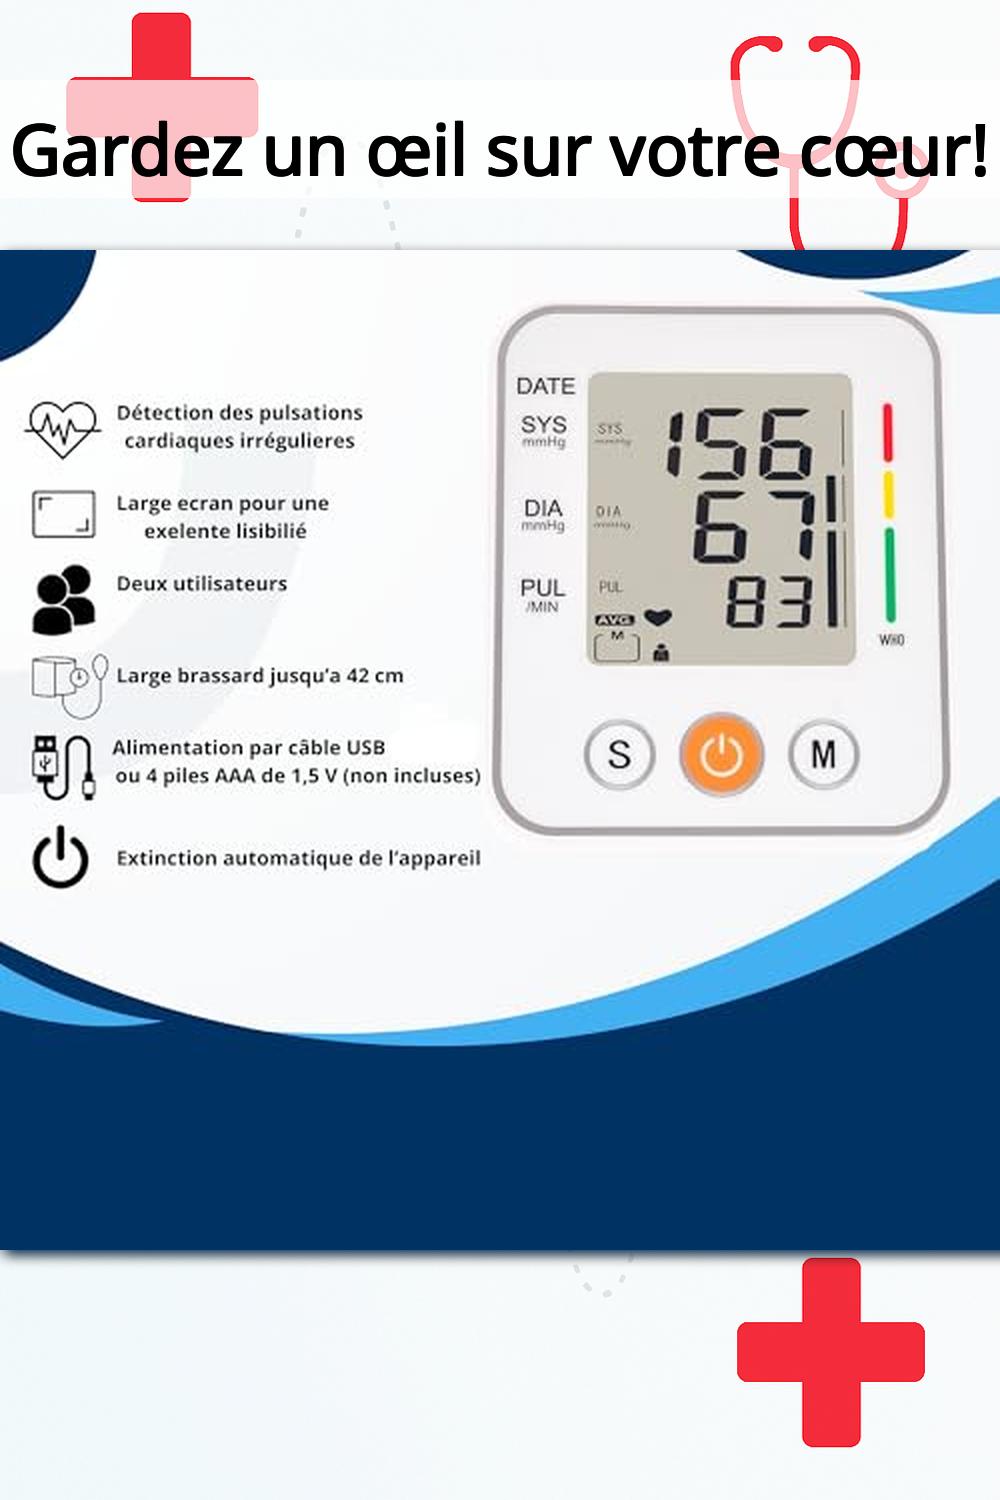 Gardez un œil sur votre cœur!
Détection des pulsations
cardiaques irrégulieres
Large ecran pour une
exelente lisibilié
Deux utilisateurs
Large brassard jusqu'a 42 cm
Alimentation par câble USB
ou 4 piles AAA de 1,5 V (non incluses)
Extinction automatique de l'appareil
DATE
SYS
mmHg
SYS
mmHg
156
DIA
mmHg
DIA
mmHg
67
PUL
/MIN
PUL
83
AVG
M
WHO
S
M